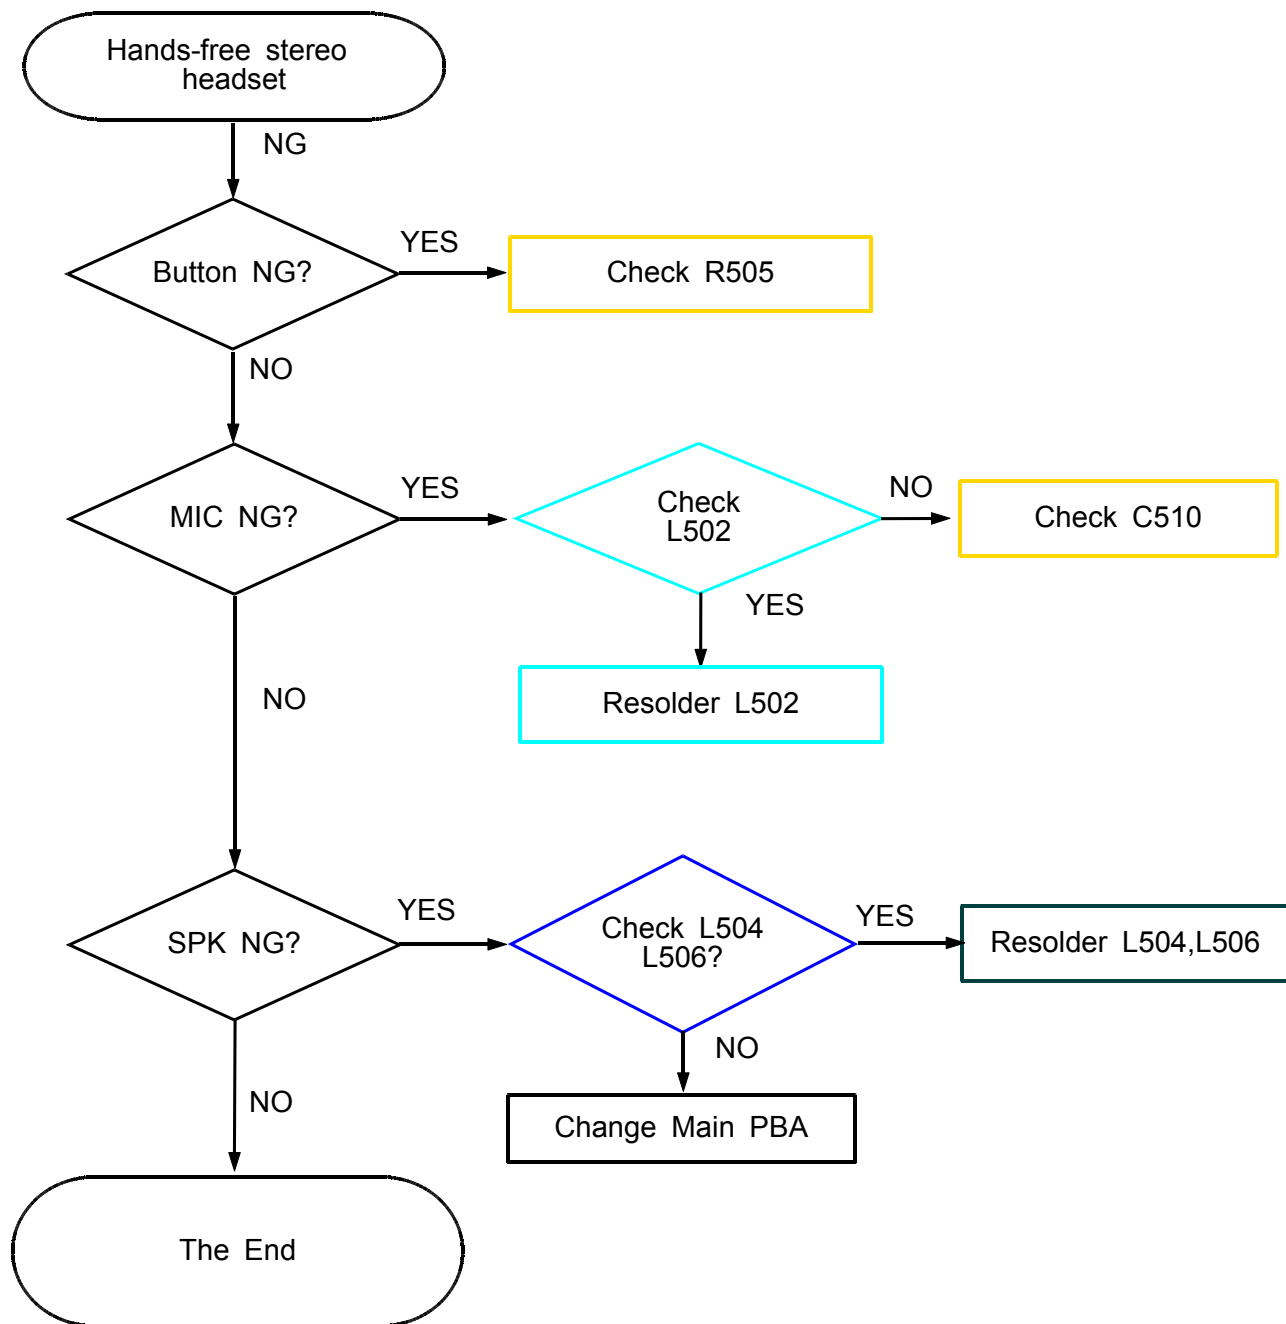 Hands-free stereo
headset
NG
Button NG?
YES
Check R505
NO
MIC NG?
YES
Check
L502
NO
Check C510
YES
Resolder L502
NO
SPK NG?
YES
Check L504
L506?
YES
Resolder L504,L506
NO
Change Main PBA
NO
The End